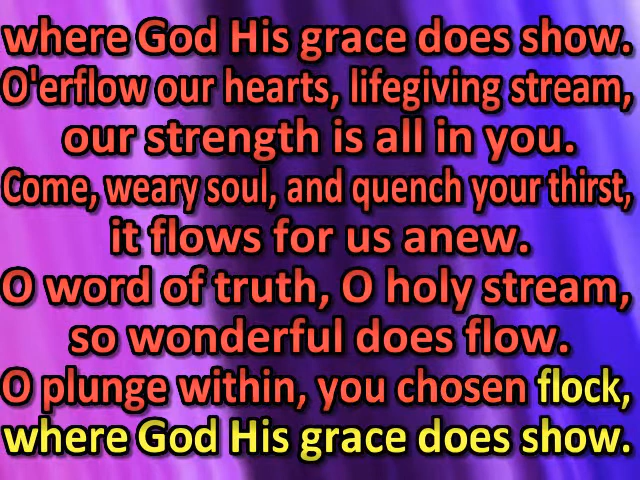 where God His grace does show.
O'erflow our hearts, lifegiving stream,
our strength is all in you.
Come, weary soul, and quench your thirst,
it flows for us anew.
O word of truth, O holy stream,
so wonderful does flow.
O plunge within, you chosen flock,
where God His grace does show.